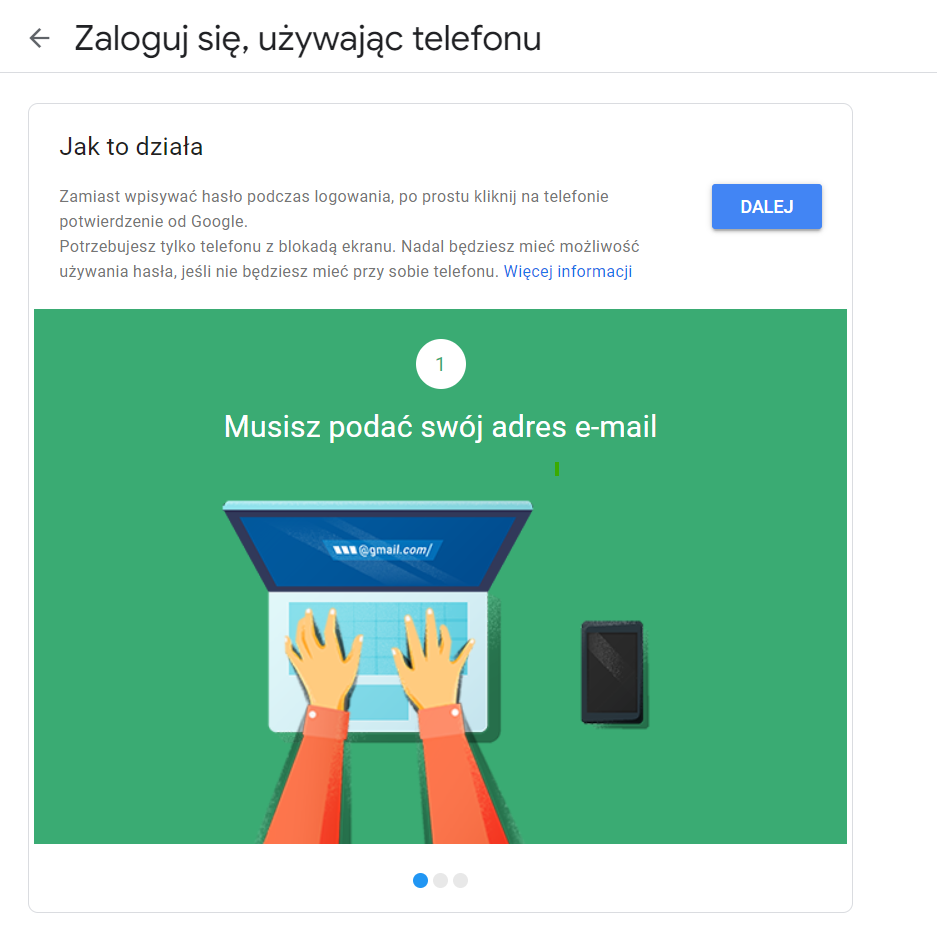 Zaloguj się, używając telefonu
Jak to działa
Zamiast wpisywać hasło podczas logowania, po prostu kliknij na telefonie
potwierdzenie od Google.
Potrzebujesz tylko telefonu z blokadą ekranu. Nadal będziesz mieć możliwość
używania hasła, jeśli nie będziesz mieć przy sobie telefonu. Więcej informacji
DALEJ
1
Musisz podać swój adres e-mail
@gmail.com/